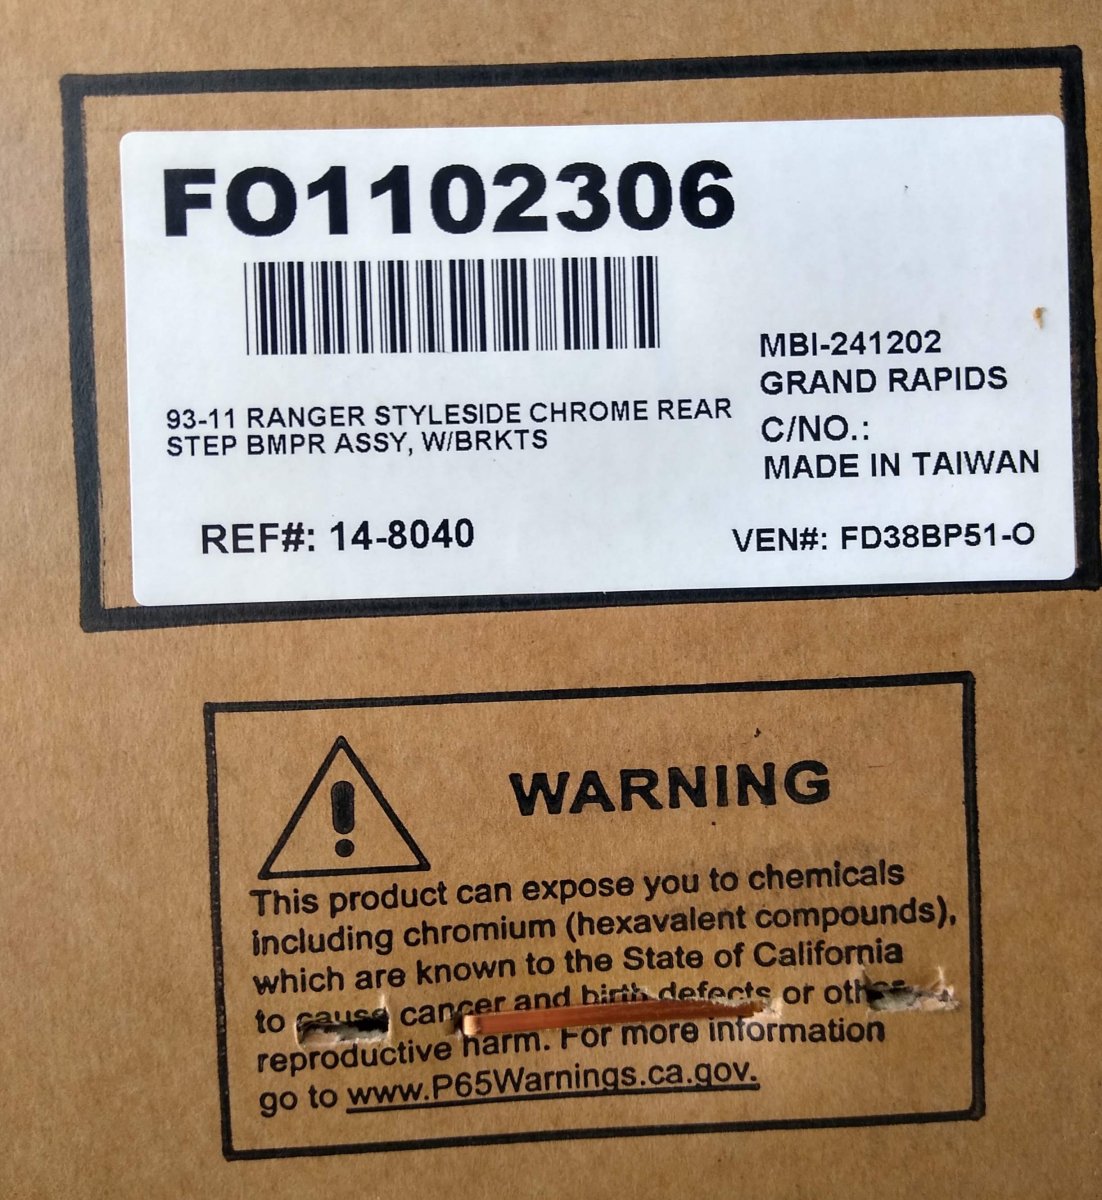 FO1102306
93-11 RANGER STYLESIDE CHROME REAR
STEP BMPR ASSY, W/BRKTS
MBI-241202
GRAND RAPIDS
C/NO.:
MADE IN TAIWAN
REF#: 14-8040
VEN#: FD38BP51-O
WARNING
This product can expose you to chemicals
including chromium (hexavalent compounds),
which are known to the State of California
to cause cancer and birth defects or other
reproductive harm. For more information
go to www.P65Warnings.ca.gov.